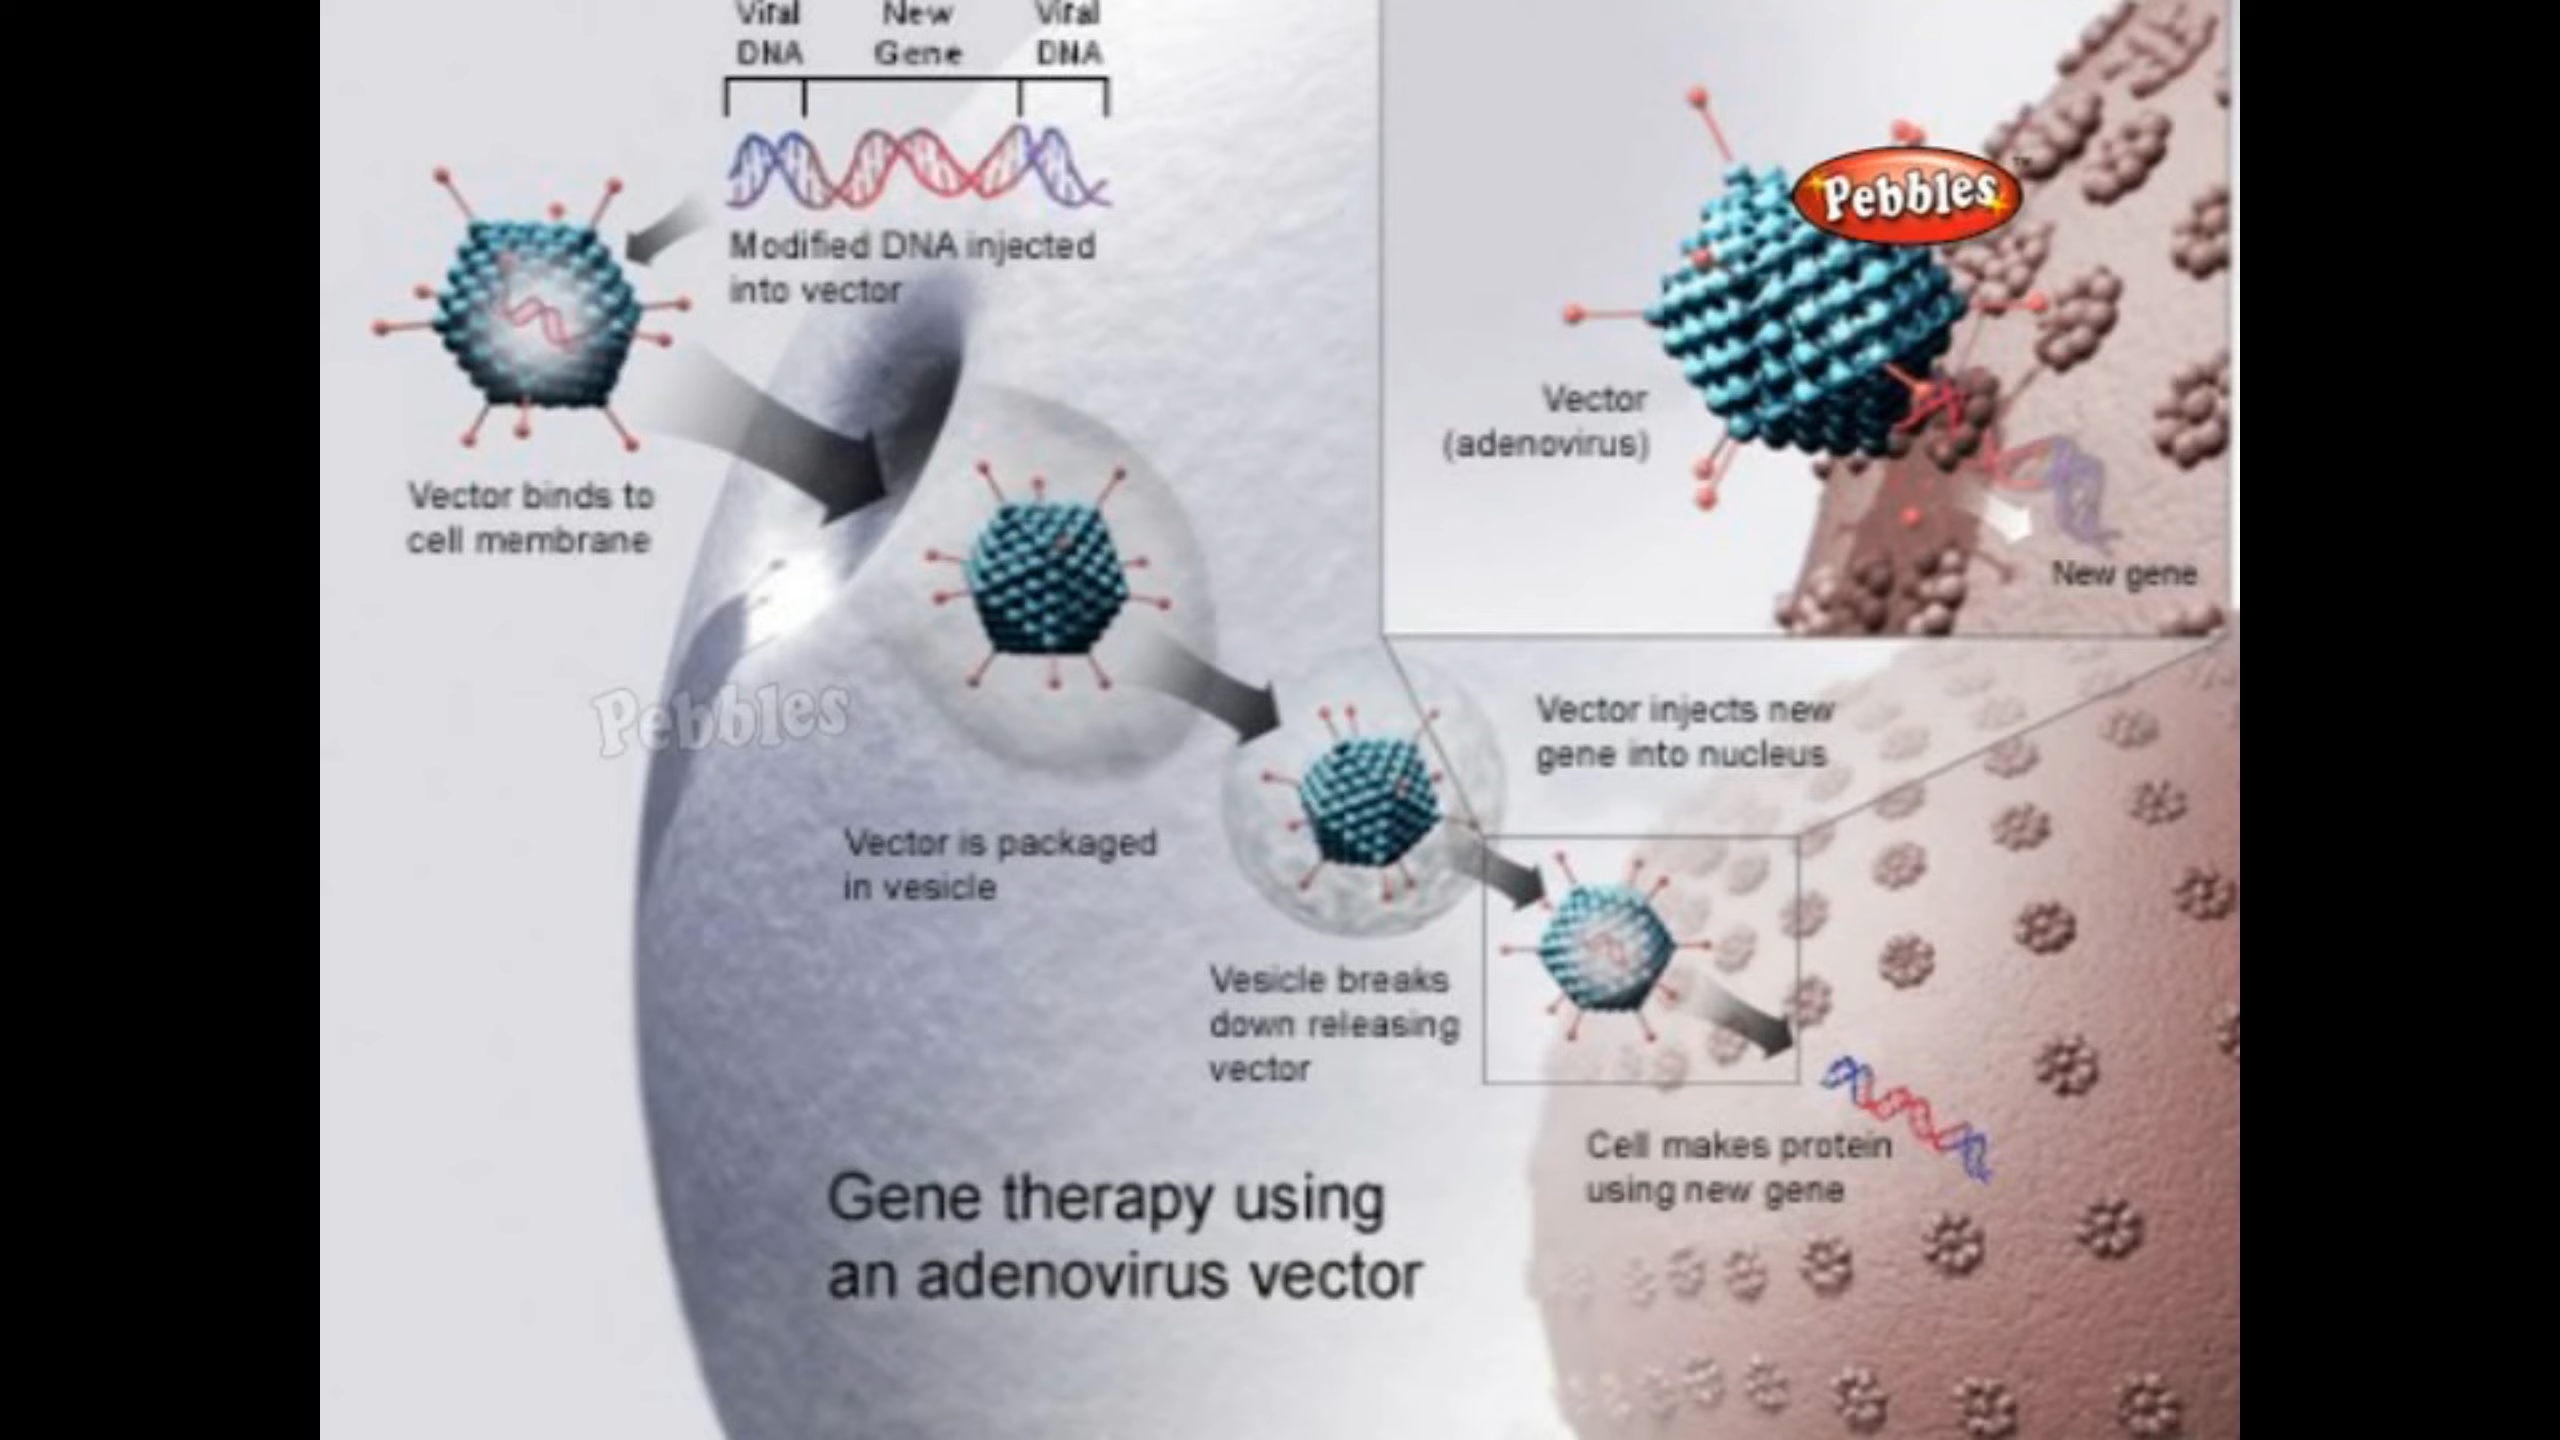 Viral New Viral
DNA Gene DNA
Modified DNA injected
into vector
Vector binds to
cell membrane
Pebbles
Vector
(adenovirus)
New gene
Pebbles
Vector injects new
gene into nucleus
Vector is packaged
in vesicle
Vesicle breaks
down releasing
vector
Cell makes protein
using new gene
Gene therapy using
an adenovirus vector